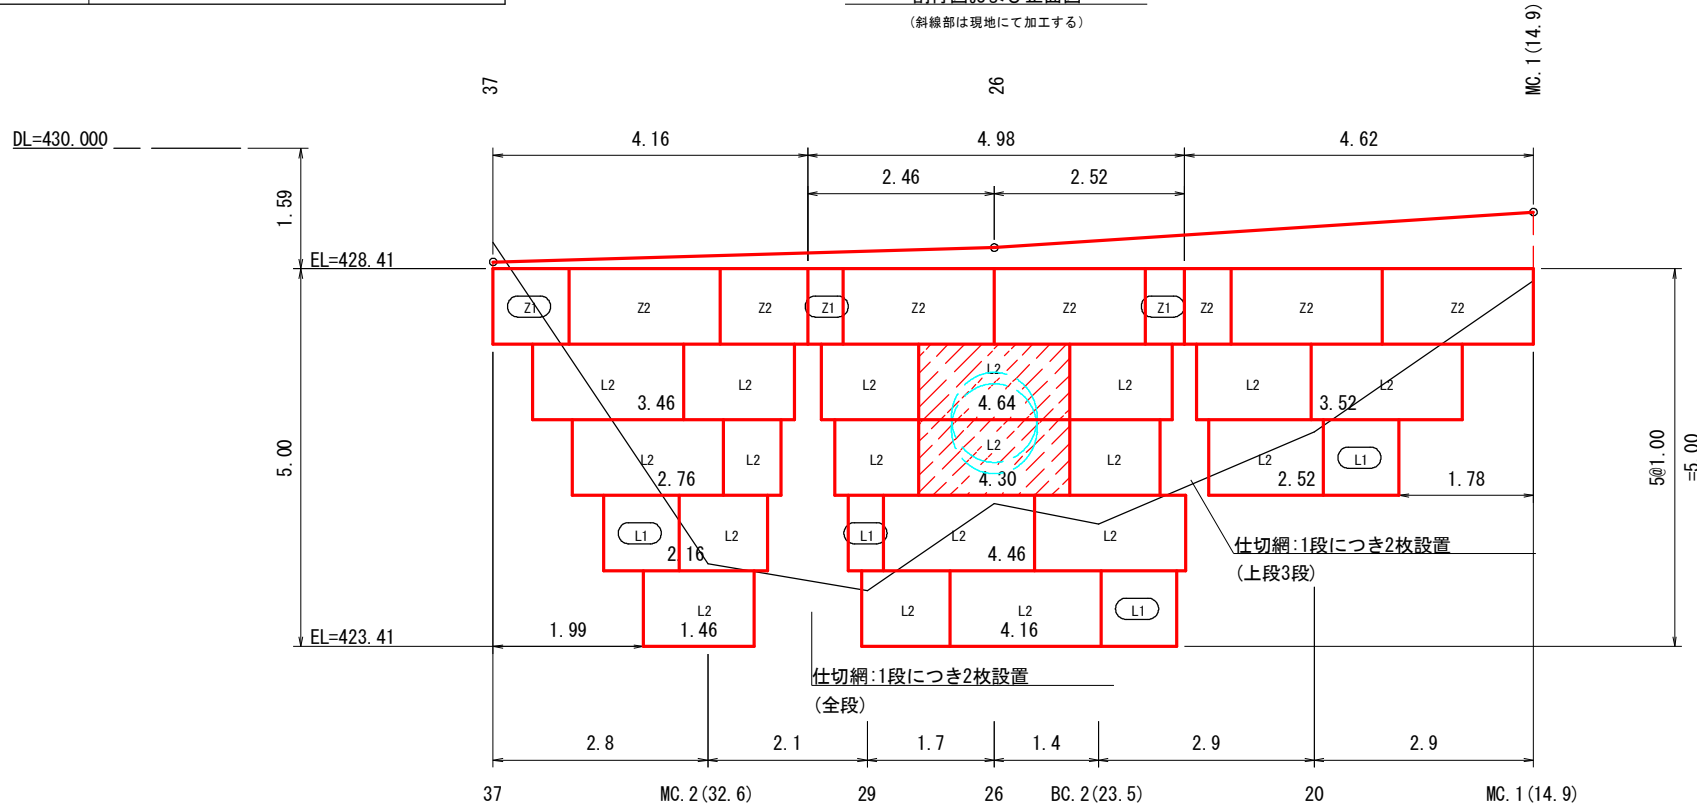 (斜線部は現地にて加工する)
37
26
MC.1(14.9)
DL=430.000
4.16
4.98
4.62
2.46
2.52
1.59
EL=428.41
Z1
Z2
Z2
Z1
Z2
Z2
Z1
Z2
Z2
Z2
L2
L2
L2
L2
L2
L2
L2
3.46
4.64
3.52
5.00
L2
L2
L2
L2
L2
L2
L1
2.76
4.30
2.52
1.78
5@1.00
=5.00
L1
L2
L1
L2
L2
2.16
4.46
仕切網:1段につき2枚設置
(上段3段)
L2
L2
L2
L1
EL=423.41
1.99
1.46
4.16
仕切網:1段につき2枚設置
(全段)
2.8
2.1
1.7
1.4
2.9
2.9
37
MC.2(32.6)
29
26
BC.2(23.5)
20
MC.1(14.9)